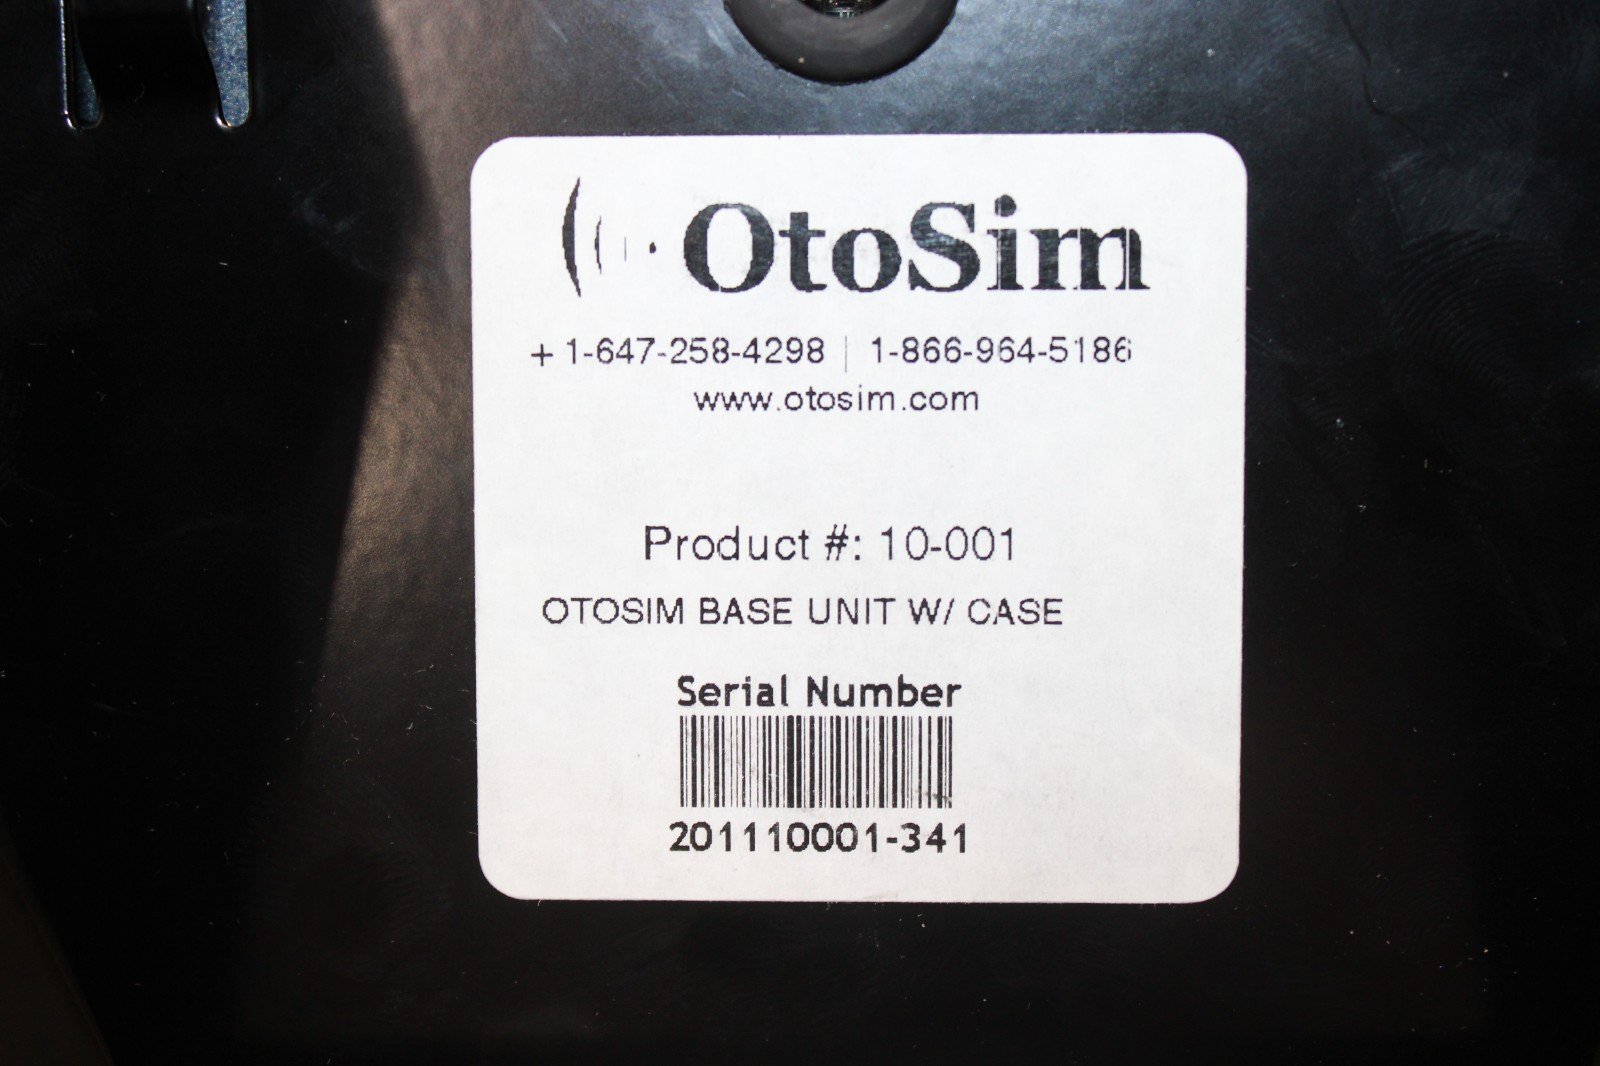 OtoSim
+1-647-258-4298 | 1-866-964-5186
www.otosim.com
Product #: 10-001
OTOSIM BASE UNIT W/ CASE
Serial Number
201110001-341